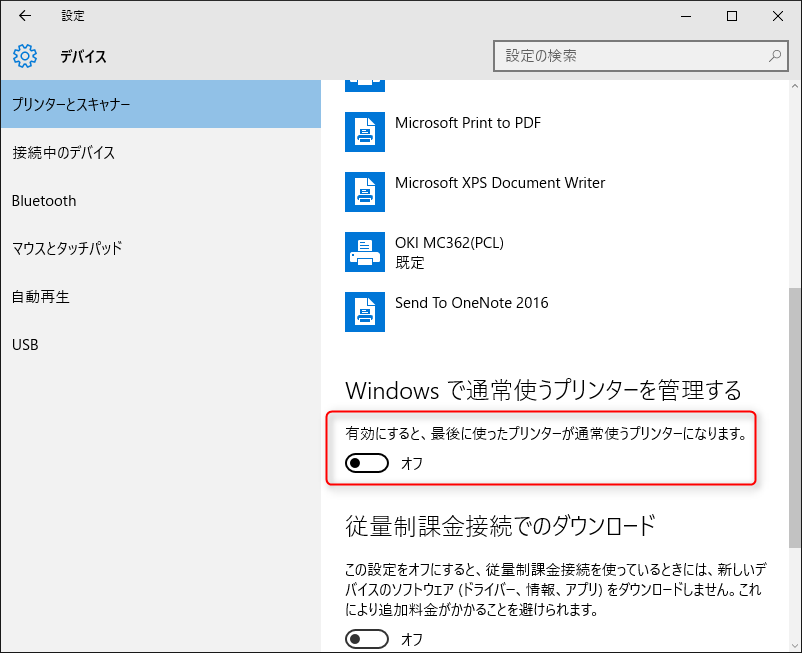 設定
デバイス
設定の検索
プリンターとスキャナー
接続中のデバイス
Bluetooth
マウスとタッチパッド
自動再生
USB
Microsoft Print to PDF
Microsoft XPS Document Writer
OKI MC362(PCL)
既定
Send To OneNote 2016
Windows で通常使うプリンターを管理する
有効にすると、最後に使ったプリンターが通常使うプリンターになります。
オフ
従量制課金接続でのダウンロード
この設定をオフにすると、従量制課金接続を使っているときには、新しいデ
バイスのソフトウェア (ドライバー、情報、アプリ) をダウンロードしません。これ
により追加料金がかかることを避けられます。
オフ